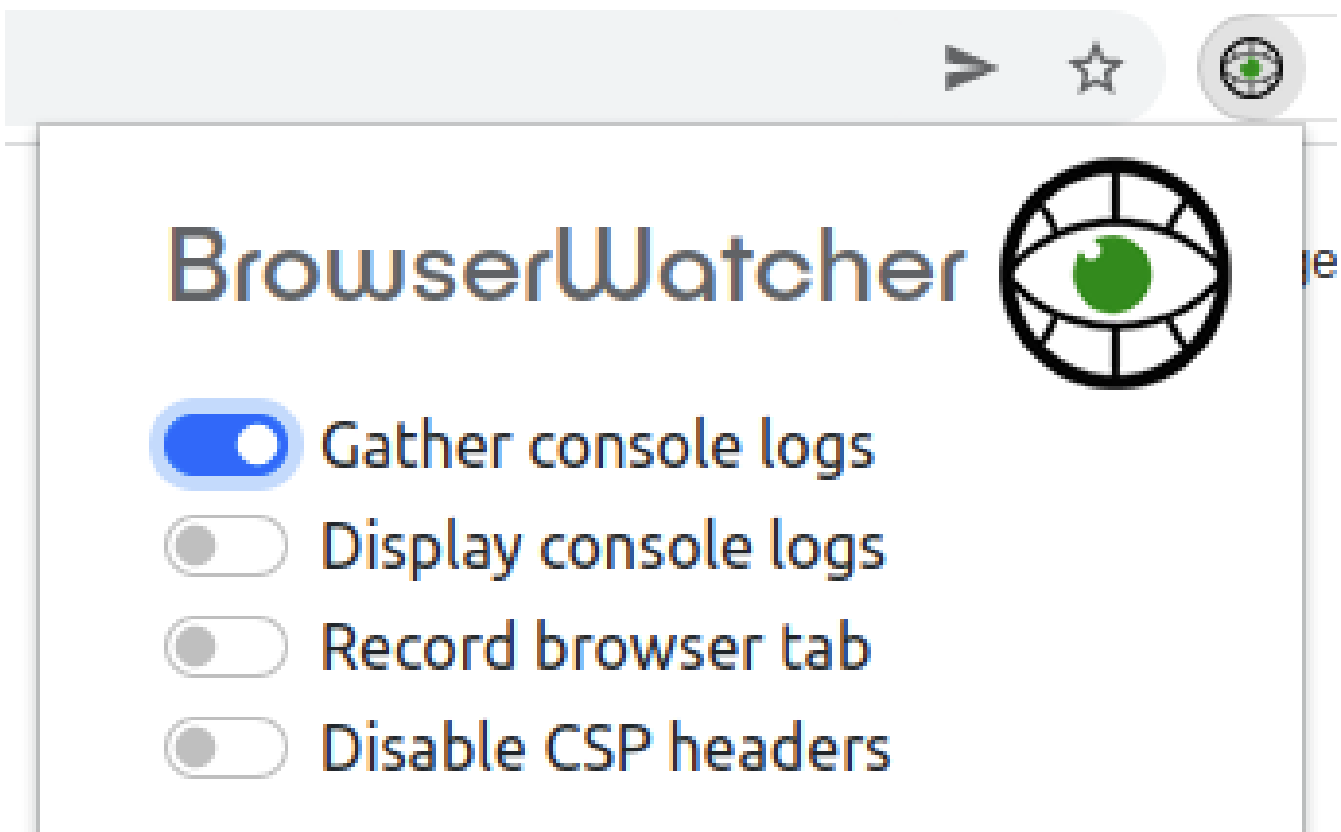 BrowserWatcher
Gather console logs
Display console logs
Record browser tab
Disable CSP headers